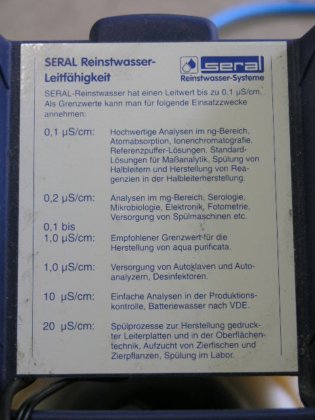 SERAL Reinstwasser-
Leitfähigkeit
seral
Reinstwasser-Systeme
SERAL-Reinstwasser hat einen Leitwert bis zu 0.1 µS/cm.
Als Grenzwerte kann man für folgende Einsatzzwecke
annehmen:
0,1 µS/cm: Hochwertige Analysen im ng-Bereich,
Atomabsorption, Ionenchromatografie.
Referenzpuffer-Lösungen. Standard-
Lösungen für Maßanalytik, Spülung von
Halbleitern und Herstellung von Rea-
genzien in der Halbleiterherstellung.
0,2 µS/cm: Analysen im mg-Bereich, Serologie,
Mikrobiologie, Elektronik, Fotometrie,
Versorgung von Spülmaschinen etc.
0,1 bis
1,0 µS/cm: Empfohlener Grenzwert für die
Herstellung von aqua purificata.
1,0 µS/cm: Versorgung von Autoklaven und Auto-
analyzern, Desinfektoren.
10 µS/cm: Einfache Analysen in der Produktions-
kontrolle, Batteriewasser nach VDE.
20 µS/cm: Spülprozesse zur Herstellung gedruck-
ter Leiterplatten und in der Oberflächen-
technik, Aufzucht von Zierfischen und
Zierpflanzen, Spülung im Labor.